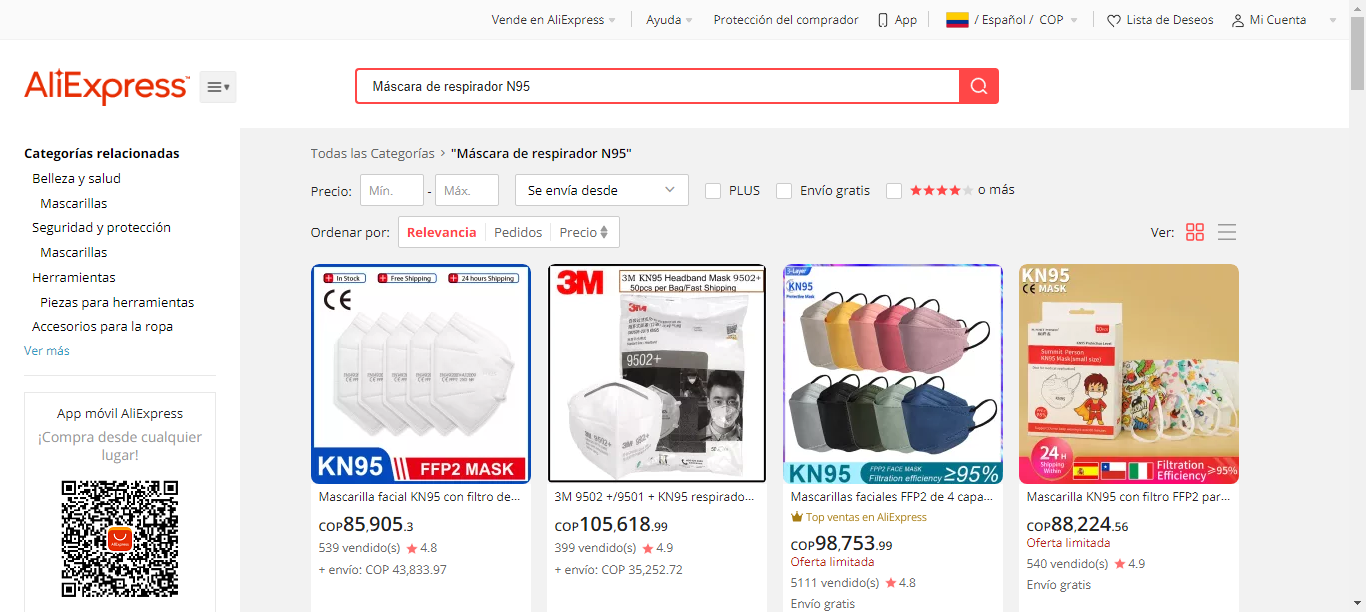 Vende en AliExpress
Ayuda
Protección del comprador
App
/ Español / COP
Lista de Deseos
Mi Cuenta
AliExpress
Máscara de respirador N95
Categorías relacionadas
Belleza y salud
Mascarillas
Seguridad y protección
Mascarillas
Herramientas
Piezas para herramientas
Accesorios para la ropa
Ver más
App móvil AliExpress
¡Compra desde cualquier
lugar!
Todas las Categorías > "Máscara de respirador N95"
Precio: Mín. - Máx. Se envía desde PLUS Envío gratis o más
Ordenar por: Relevancia Pedidos Precio
Ver:
In Stock Free Shipping 24 hours Shipping
CE
KN95 FFP2 MASK
Mascarilla facial KN95 con filtro de...
COP85,905.3
539 vendido(s) 4.8
+ envío: COP 43,833.97
3M
3M KN95 Headband Mask 9502+
50pcs per Bag/Fast Shipping
3M
9502+
3M
9502+
3M 9502 +/9501 + KN95 respirado...
COP105,618.99
399 vendido(s) 4.9
+ envío: COP 35,252.72
3-Layer
KN95
Protective Mask
KN95
FFP2 FACE MASK
Filtration efficiency ≥95%
Mascarillas faciales FFP2 de 4 capa...
Top ventas en AliExpress
COP98,753.99
Oferta limitada
5111 vendido(s) 4.8
Envío gratis
KN95
CE MASK
Summit Person
KN95 Mask(small size)
24H
Shipping
Within
Filtration
Efficiency ≥95%
Mascarilla KN95 con filtro FFP2 par...
COP88,224.56
Oferta limitada
540 vendido(s) 4.9
Envío gratis